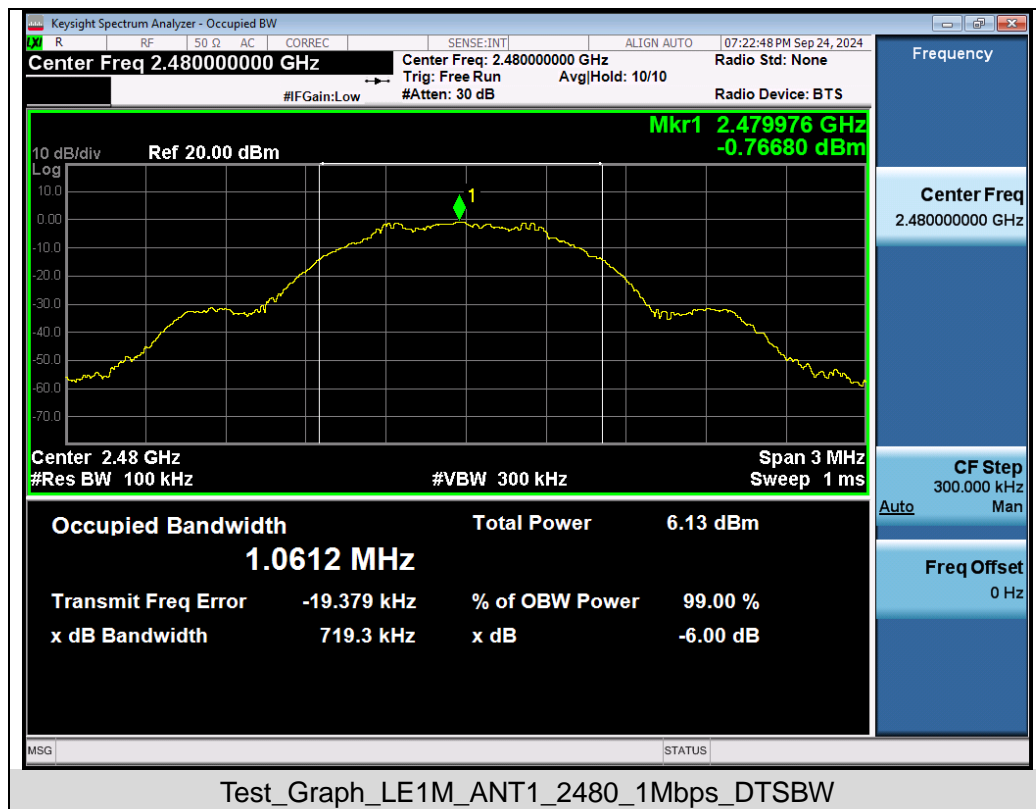 Keysight Spectrum Analyzer - Occupied BW
LXI R RF 50 Ω AC CORREC SENSE:INT ALIGN AUTO 07:22:48 PM Sep 24, 2024
Center Freq 2.480000000 GHz
Center Freq: 2.480000000 GHz Radio Std: None
Trig: Free Run Avg|Hold: 10/10
#IFGain:Low #Atten: 30 dB Radio Device: BTS
Frequency
Mkr1 2.479976 GHz
-0.76680 dBm
10 dB/div Ref 20.00 dBm
Log
10.0
0.00
-10.0
-20.0
-30.0
-40.0
-50.0
-60.0
-70.0
1
Center Freq
2.480000000 GHz
Center 2.48 GHz Span 3 MHz
#Res BW 100 kHz #VBW 300 kHz Sweep 1 ms
CF Step
300.000 kHz
Auto Man
Freq Offset
0 Hz
Occupied Bandwidth Total Power 6.13 dBm
1.0612 MHz
Transmit Freq Error -19.379 kHz % of OBW Power 99.00 %
x dB Bandwidth 719.3 kHz x dB -6.00 dB
MSG STATUS
Test_Graph_LE1M_ANT1_2480_1Mbps_DTSBW